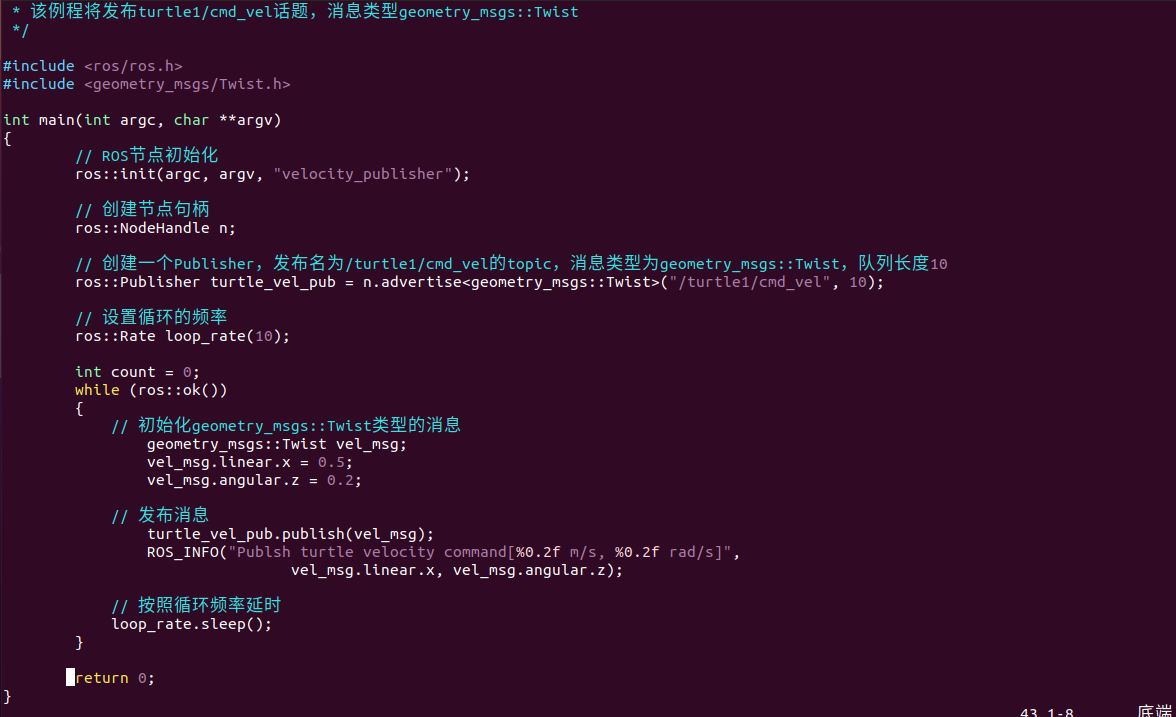 * 该例程将发布turtle1/cmd_vel话题，消息类型geometry_msgs::Twist
*/
#include <ros/ros.h>
#include <geometry_msgs/Twist.h>
int main(int argc, char **argv)
{
// ROS节点初始化
ros::init(argc, argv, "velocity_publisher");
// 创建节点句柄
ros::NodeHandle n;
// 创建一个Publisher，发布名为/turtle1/cmd_vel的topic，消息类型为geometry_msgs::Twist，队列长度10
ros::Publisher turtle_vel_pub = n.advertise<geometry_msgs::Twist>("/turtle1/cmd_vel", 10);
// 设置循环的频率
ros::Rate loop_rate(10);
int count = 0;
while (ros::ok())
{
// 初始化geometry_msgs::Twist类型的消息
geometry_msgs::Twist vel_msg;
vel_msg.linear.x = 0.5;
vel_msg.angular.z = 0.2;
// 发布消息
turtle_vel_pub.publish(vel_msg);
ROS_INFO("Publsh turtle velocity command[%0.2f m/s, %0.2f rad/s]",
vel_msg.linear.x, vel_msg.angular.z);
// 按照循环频率延时
loop_rate.sleep();
}
return 0;
}
43,1-8 底端